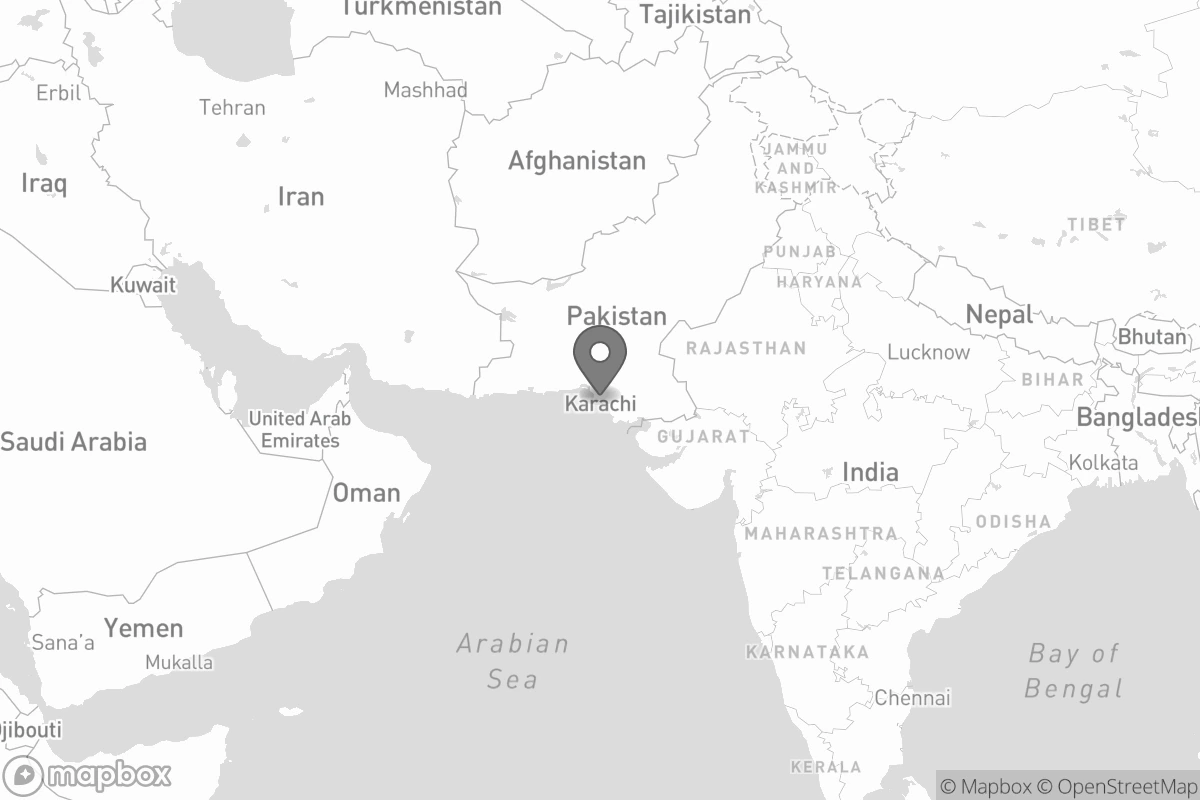 Turkmenistan
Tajikistan
Erbil
Tehran
Mashhad
Afghanistan
JAMMU
AND
KASHMIR
Iraq
Iran
TIBET
PUNJAB
HARYANA
Kuwait
Pakistan
Nepal
Bhutan
RAJASTHAN
Lucknow
BIHAR
Karachi
United Arab
Emirates
Bangladesh
Saudi Arabia
GUJARAT
Kolkata
India
Oman
ODISHA
MAHARASHTRA
TELANGANA
Yemen
Sana’a
Mukalla
Arabian
Sea
KARNATAKA
Bay of
Bengal
Chennai
Djibouti
KERALA
mapbox
© Mapbox © OpenStreetMap